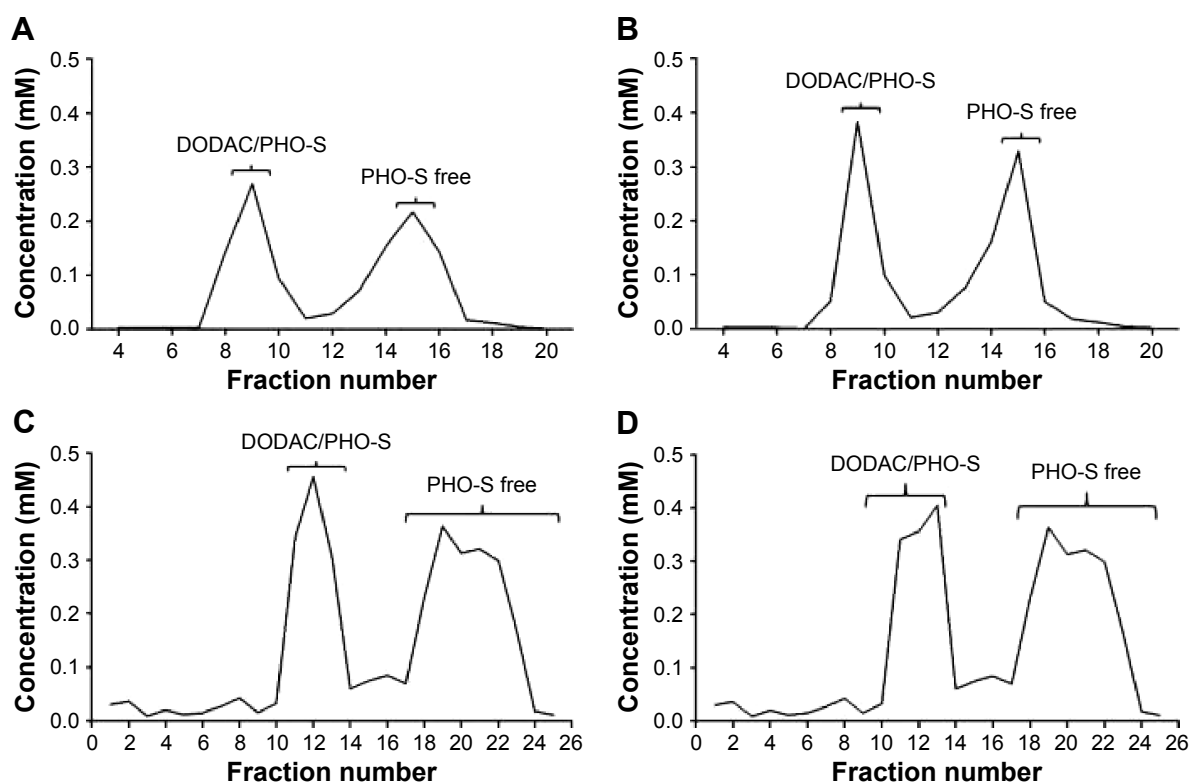 A
Concentration (mM)
0.5
0.4
0.3
0.2
0.1
0.0
DODAC/PHO-S
PHO-S free
4 6 8 10 12 14 16 18 20
Fraction number
B
Concentration (mM)
0.5
0.4
0.3
0.2
0.1
0.0
DODAC/PHO-S
PHO-S free
4 6 8 10 12 14 16 18 20
Fraction number
C
Concentration (mM)
0.5
0.4
0.3
0.2
0.1
0.0
DODAC/PHO-S
PHO-S free
0 2 4 6 8 10 12 14 16 18 20 22 24 26
Fraction number
D
Concentration (mM)
0.5
0.4
0.3
0.2
0.1
0.0
DODAC/PHO-S
PHO-S free
0 2 4 6 8 10 12 14 16 18 20 22 24 26
Fraction number